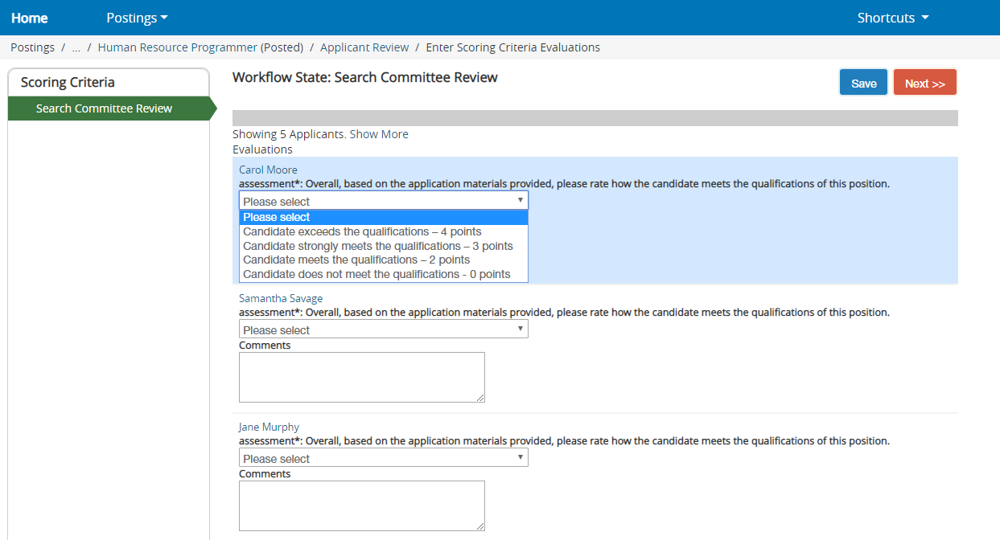 Home Postings Shortcuts
Postings / ... / Human Resource Programmer (Posted) / Applicant Review / Enter Scoring Criteria Evaluations
Scoring Criteria
Search Committee Review
Workflow State: Search Committee Review
Save Next >>
Showing 5 Applicants. Show More
Evaluations
Carol Moore
assessment*: Overall, based on the application materials provided, please rate how the candidate meets the qualifications of this position.
Please select
Please select
Candidate exceeds the qualifications – 4 points
Candidate strongly meets the qualifications – 3 points
Candidate meets the qualifications – 2 points
Candidate does not meet the qualifications - 0 points
Samantha Savage
assessment*: Overall, based on the application materials provided, please rate how the candidate meets the qualifications of this position.
Please select
Comments
Jane Murphy
assessment*: Overall, based on the application materials provided, please rate how the candidate meets the qualifications of this position.
Please select
Comments